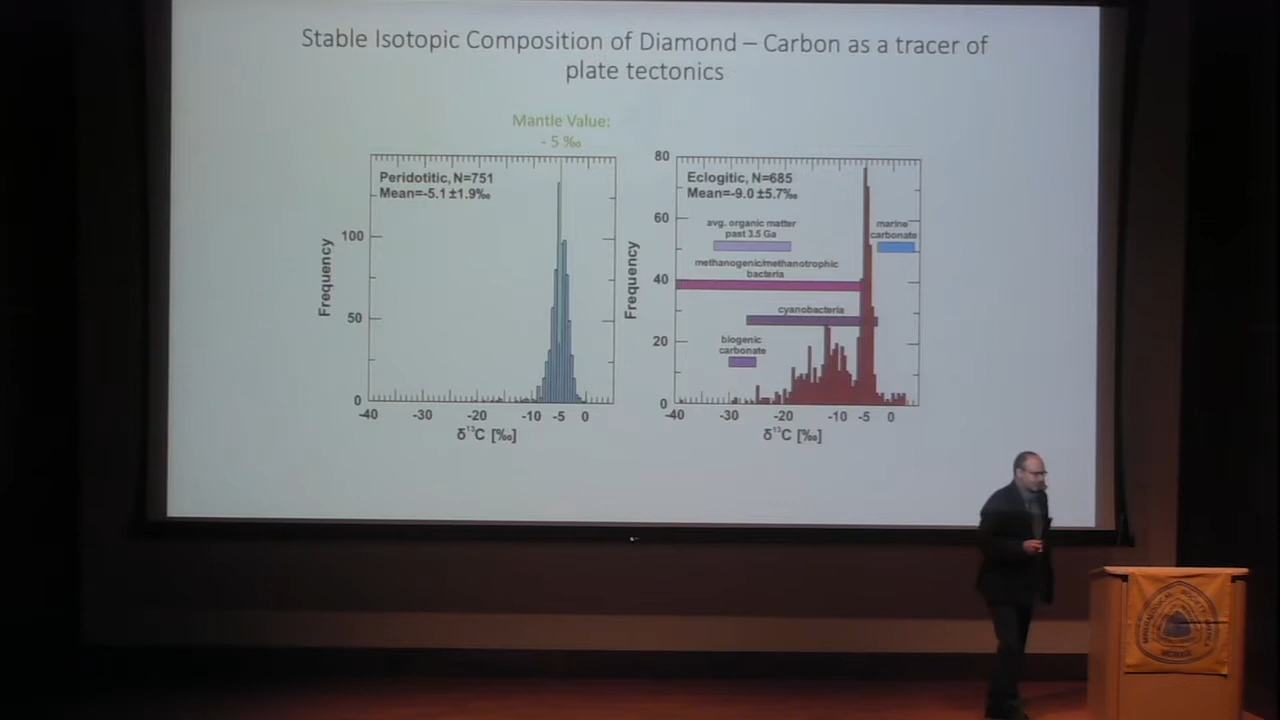 Stable Isotopic Composition of Diamond – Carbon as a tracer of
plate tectonics
Mantle Value:
- 5 ‰
Peridotitic, N=751
Mean=-5.1 ±1.9‰
Frequency
100
50
0
-40
-30
-20
-10
-5
0
δ¹³C [‰]
Eclogitic, N=685
Mean=-9.0 ±5.7‰
Frequency
80
60
40
20
0
avg. organic matter
past 3.5 Ga
marine
carbonate
methanogenic/methanotrophic
bacteria
cyanobacteria
biogenic
carbonate
-40
-30
-20
-10
-5
0
δ¹³C [‰]
MINERALOGICAL SOCIETY